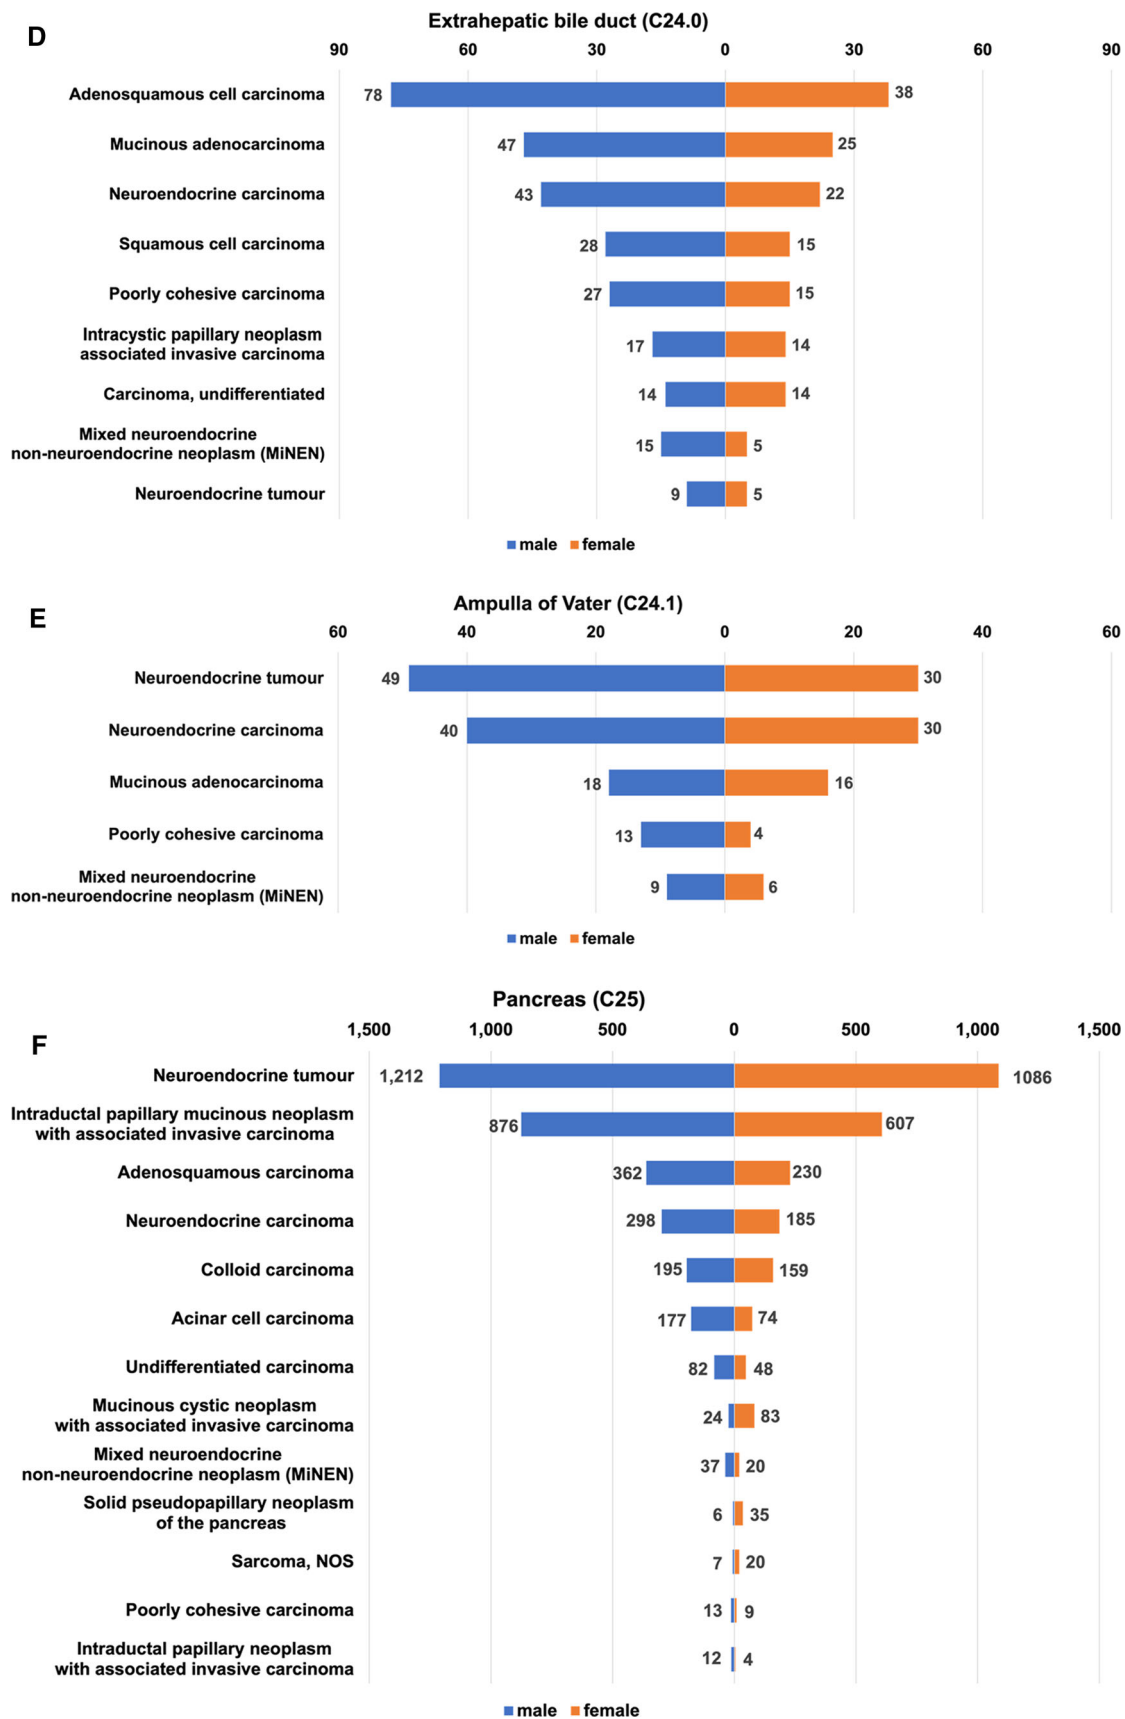 D
Extrahepatic bile duct (C24.0)
90 60 30 0 30 60 90
Adenosquamous cell carcinoma 78 38
Mucinous adenocarcinoma 47 25
Neuroendocrine carcinoma 43 22
Squamous cell carcinoma 28 15
Poorly cohesive carcinoma 27 15
Intracystic papillary neoplasm
associated invasive carcinoma 17 14
Carcinoma, undifferentiated 14 14
Mixed neuroendocrine
non-neuroendocrine neoplasm (MiNEN) 15 5
Neuroendocrine tumour 9 5
male female
E
Ampulla of Vater (C24.1)
60 40 20 0 20 40 60
Neuroendocrine tumour 49 30
Neuroendocrine carcinoma 40 30
Mucinous adenocarcinoma 18 16
Poorly cohesive carcinoma 13 4
Mixed neuroendocrine
non-neuroendocrine neoplasm (MiNEN) 9 6
male female
F
Pancreas (C25)
1,500 1,000 500 0 500 1,000 1,500
Neuroendocrine tumour 1,212 1086
Intraductal papillary mucinous neoplasm
with associated invasive carcinoma 876 607
Adenosquamous carcinoma 362 230
Neuroendocrine carcinoma 298 185
Colloid carcinoma 195 159
Acinar cell carcinoma 177 74
Undifferentiated carcinoma 82 48
Mucinous cystic neoplasm
with associated invasive carcinoma 24 83
Mixed neuroendocrine
non-neuroendocrine neoplasm (MiNEN) 37 20
Solid pseudopapillary neoplasm
of the pancreas 6 35
Sarcoma, NOS 7 20
Poorly cohesive carcinoma 13 9
Intraductal papillary neoplasm
with associated invasive carcinoma 12 4
male female